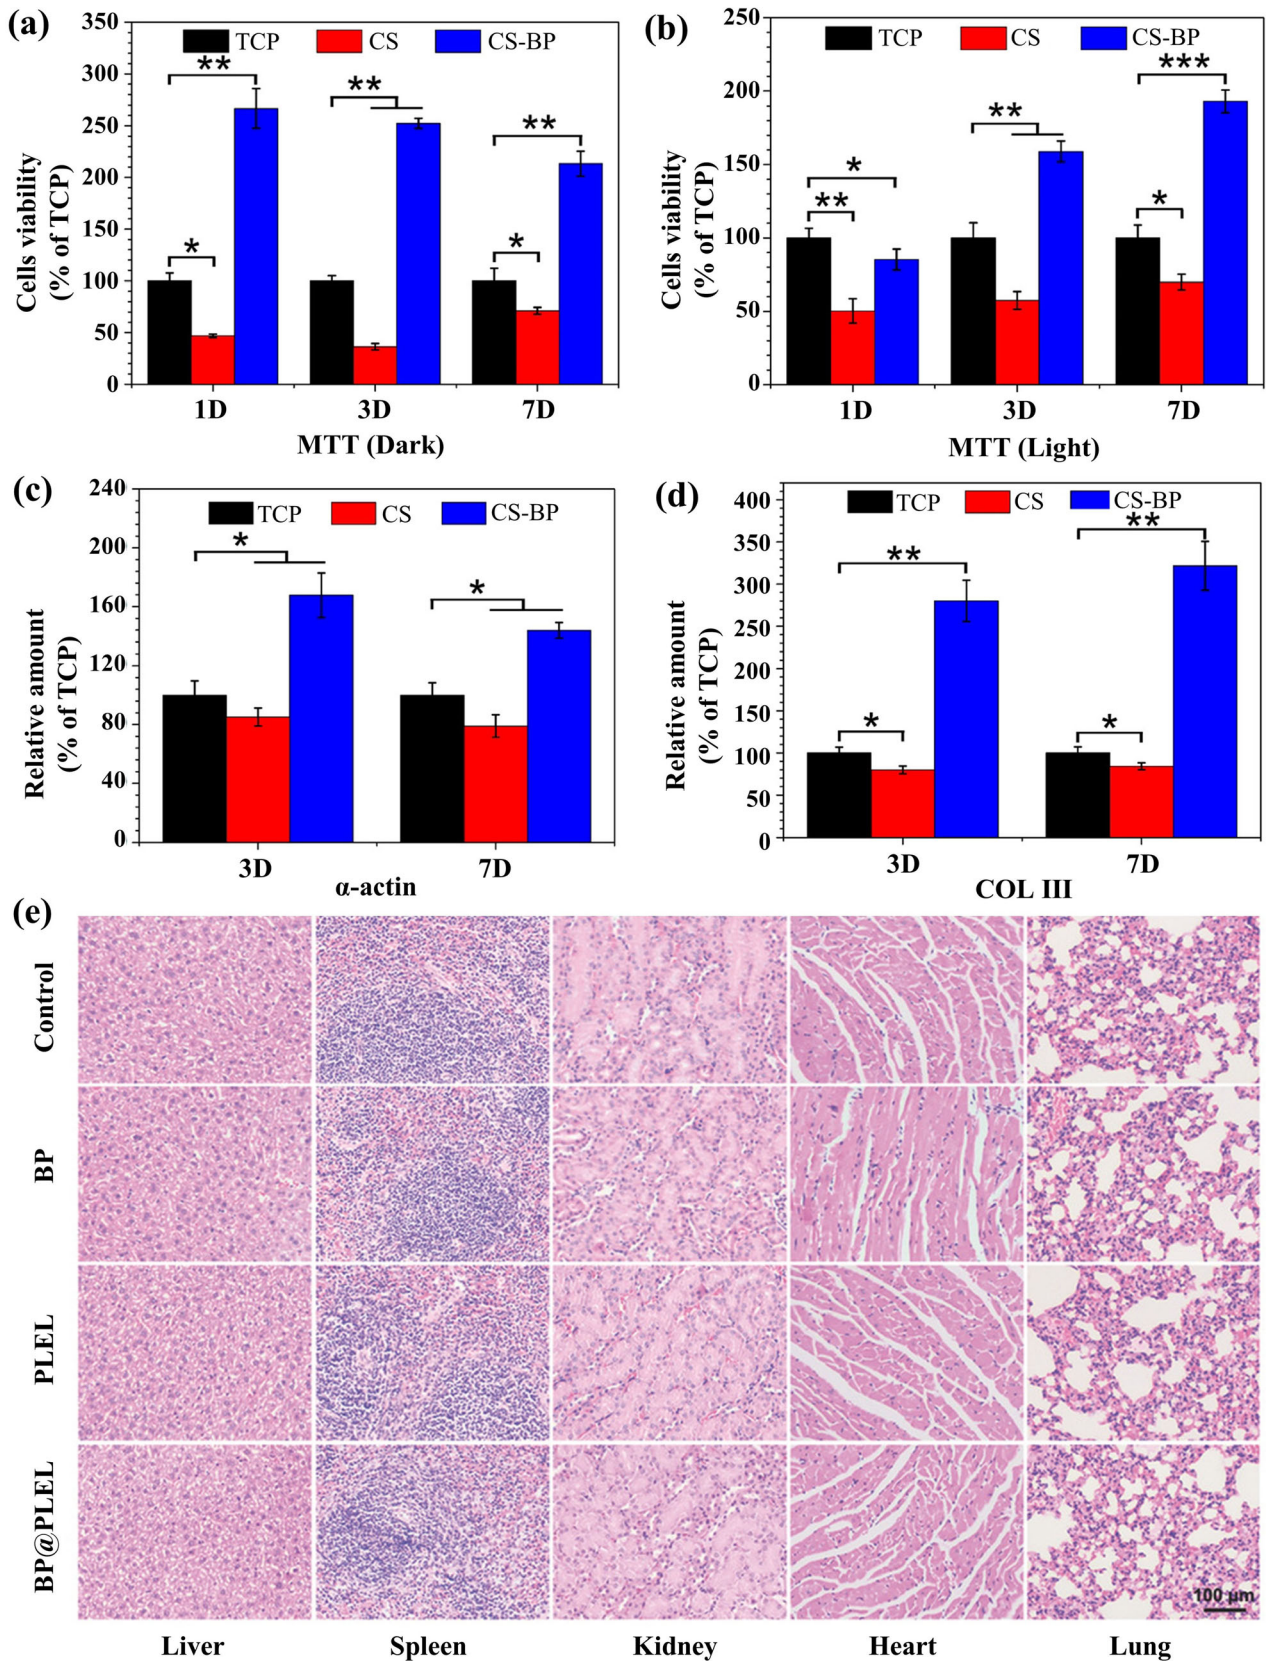 (a)
350
300
250
200
150
100
50
0
Cells viability
(% of TCP)
TCP CS CS-BP
** ** **
* *
1D 3D 7D
MTT (Dark)
(b)
250
200
150
100
50
0
Cells viability
(% of TCP)
TCP CS CS-BP
***
**
*
** *
1D 3D 7D
MTT (Light)
(c)
240
200
160
120
80
40
0
Relative amount
(% of TCP)
TCP CS CS-BP
* *
3D 7D
α-actin
(d)
400
350
300
250
200
150
100
50
0
Relative amount
(% of TCP)
TCP CS CS-BP
** **
* *
3D 7D
COL III
(e)
Control
BP
PLEL
BP@PLEL
100 μm
Liver Spleen Kidney Heart Lung